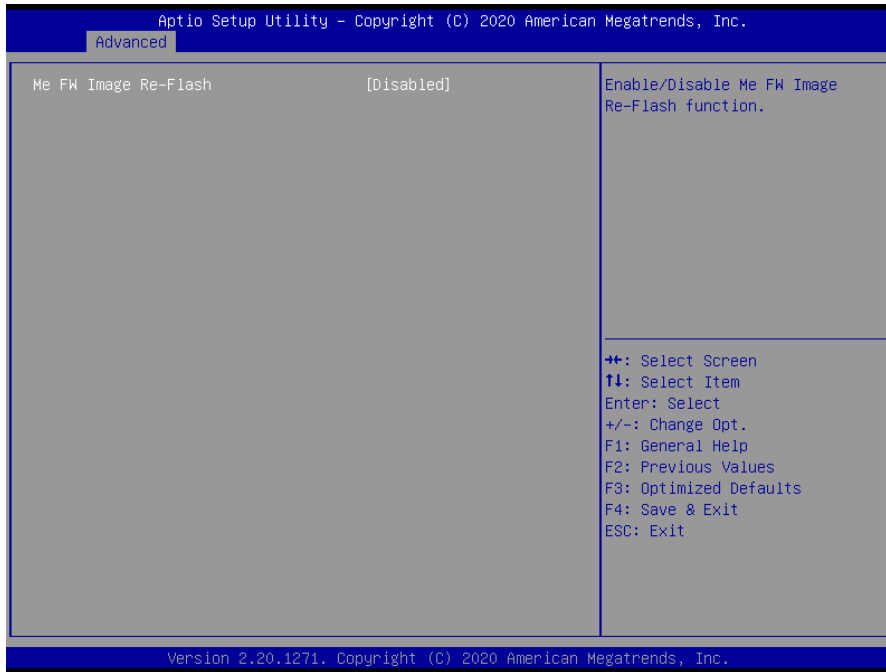 Aptio Setup Utility – Copyright (C) 2020 American Megatrends, Inc.
Advanced
Me FW Image Re-Flash [Disabled]
Enable/Disable Me FW Image
Re-Flash function.
→←: Select Screen
↑↓: Select Item
Enter: Select
+/-: Change Opt.
F1: General Help
F2: Previous Values
F3: Optimized Defaults
F4: Save & Exit
ESC: Exit
Version 2.20.1271. Copyright (C) 2020 American Megatrends, Inc.